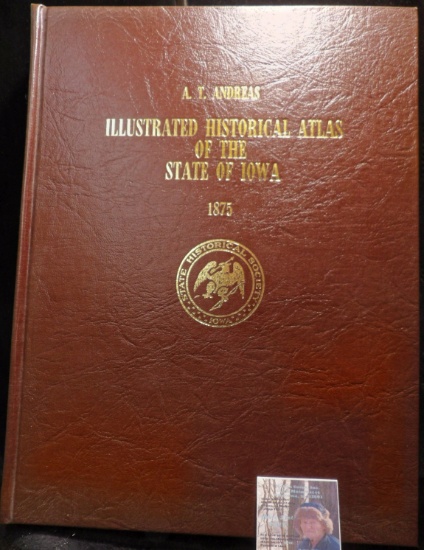 A. T. ANDREAS
ILLUSTRATED HISTORICAL ATLAS
OF THE
STATE OF IOWA
1875
STATE HISTORICAL SOCIETY
IOWA